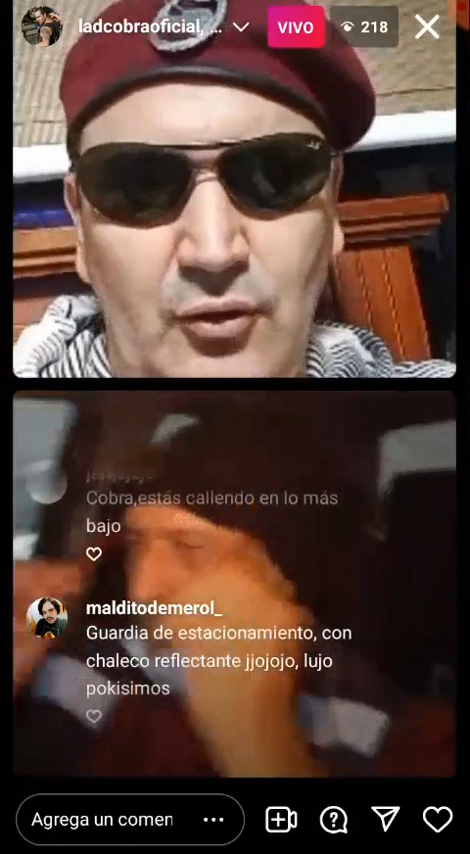 ladcobraoficial, ...
VIVO
218
Cobra,estás callendo en lo más
bajo
malditodemerol_
Guardia de estacionamiento, con
chaleco reflectante jjojojo, lujo
pokisimos
Agrega un comen